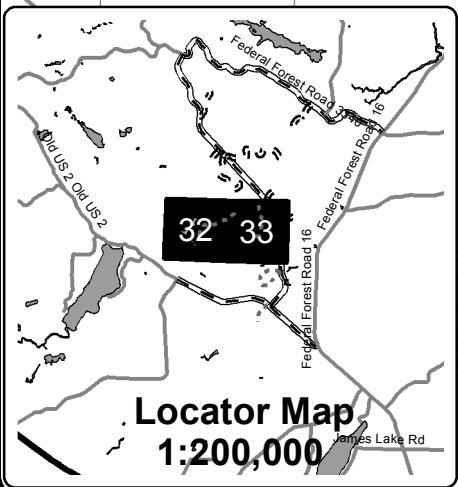 Federal Forest Road
16
Old US 2 Old US 2
Federal Forest Road 16
32 33
Federal Forest Road 16
Locator Map
James Lake Rd
1:200,000